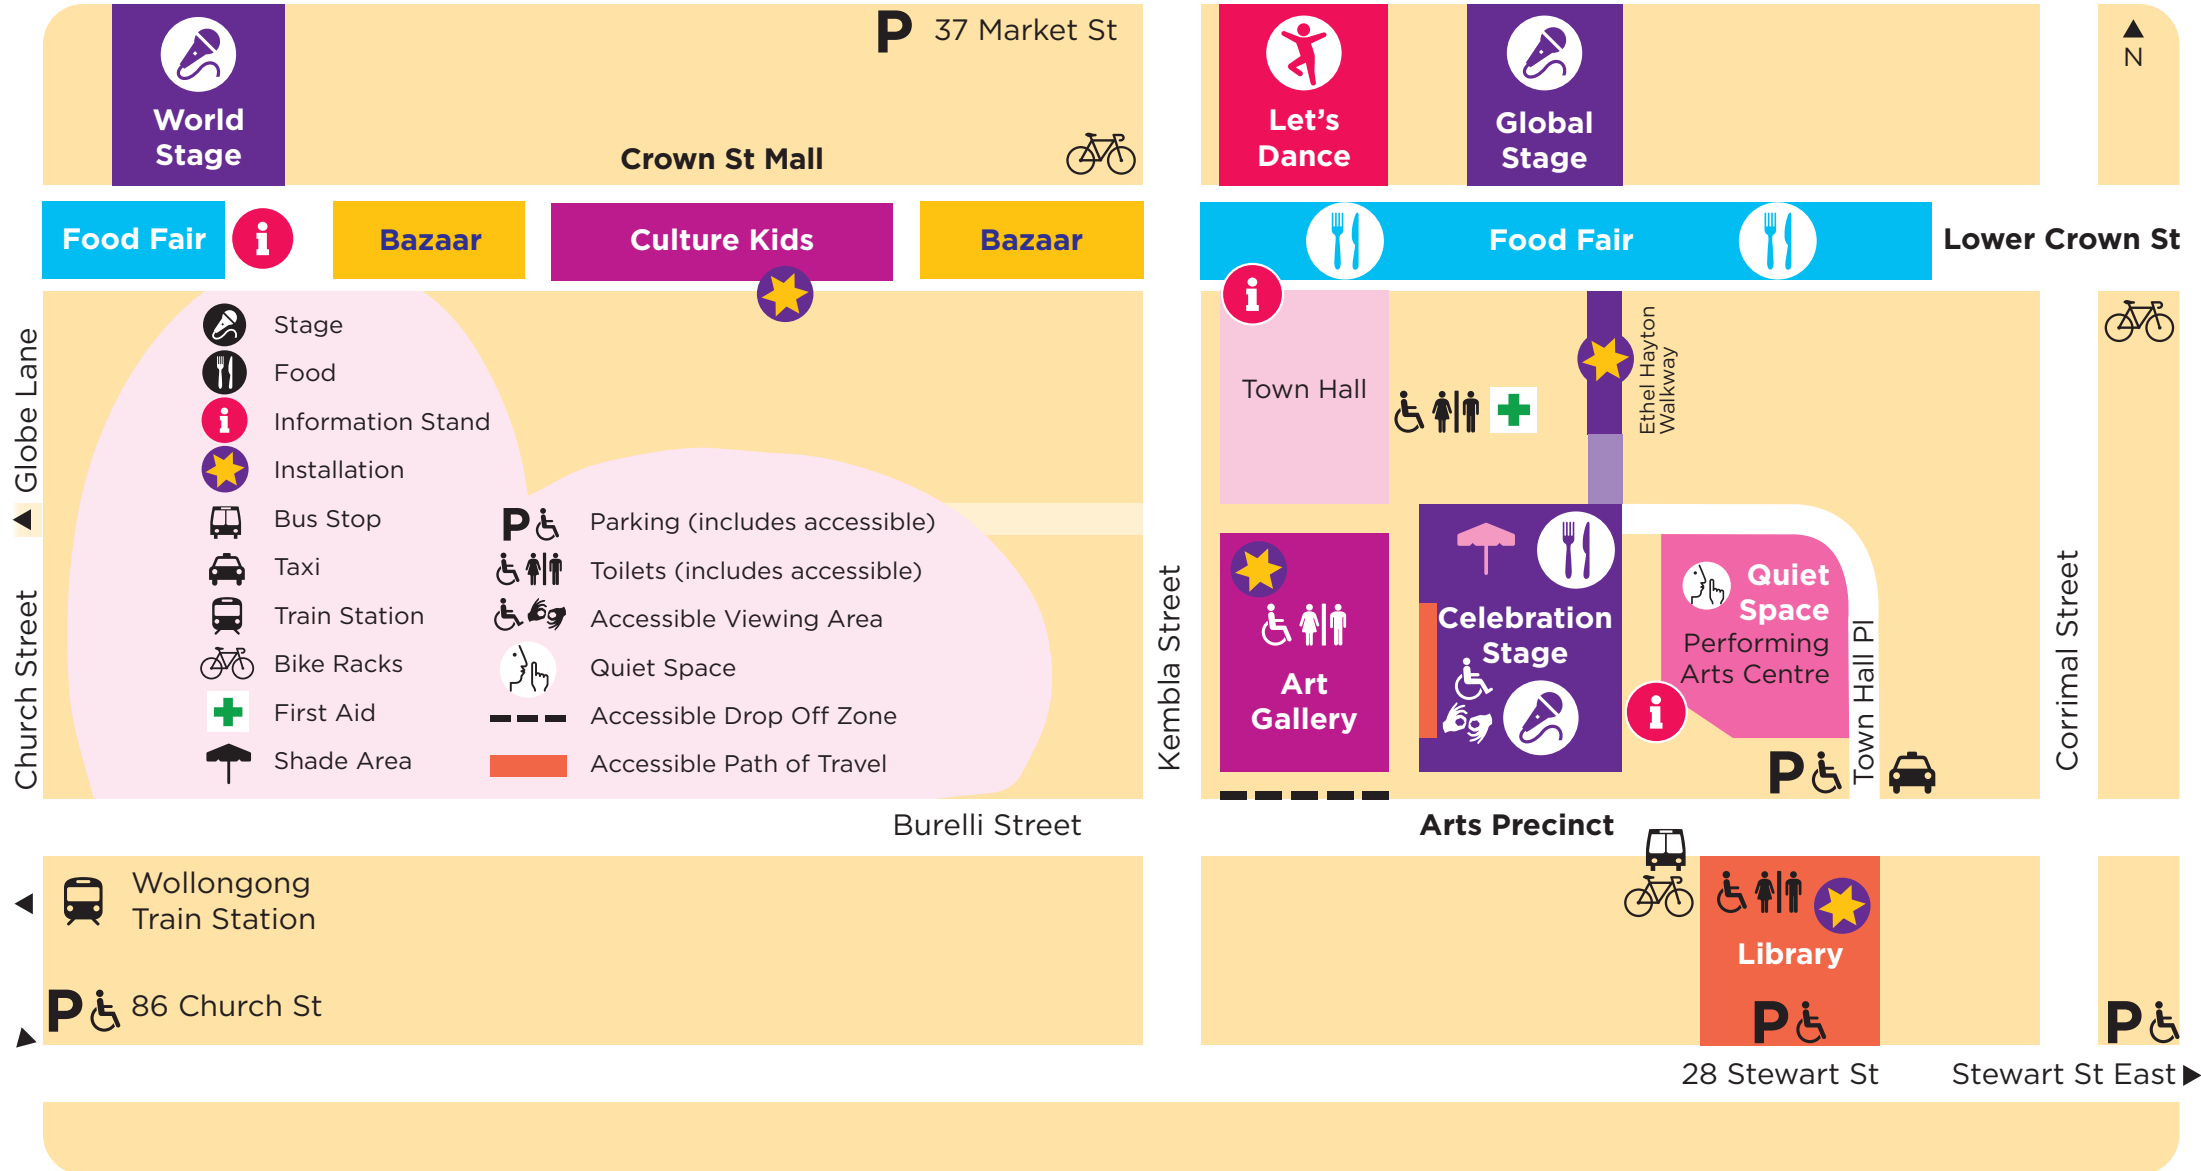 World
Stage
P 37 Market St
Crown St Mall
Let's
Dance
Global
Stage
N
Food Fair
i
Bazaar
Culture Kids
Bazaar
Food Fair
Lower Crown St
Globe Lane
Church Street
Stage
Food
i Information Stand
Installation
Bus Stop
Taxi
Train Station
Bike Racks
First Aid
Shade Area
P Parking (includes accessible)
Toilets (includes accessible)
Accessible Viewing Area
Quiet Space
Accessible Drop Off Zone
Accessible Path of Travel
Kembla Street
i
Town Hall
Ethel Hayton
Walkway
Art
Gallery
Celebration
Stage
Quiet
Space
Performing
Arts Centre
i
P
Town Hall Pl
Corrimal Street
Burelli Street
Arts Precinct
Wollongong
Train Station
P 86 Church St
Library
P
P
28 Stewart St
Stewart St East